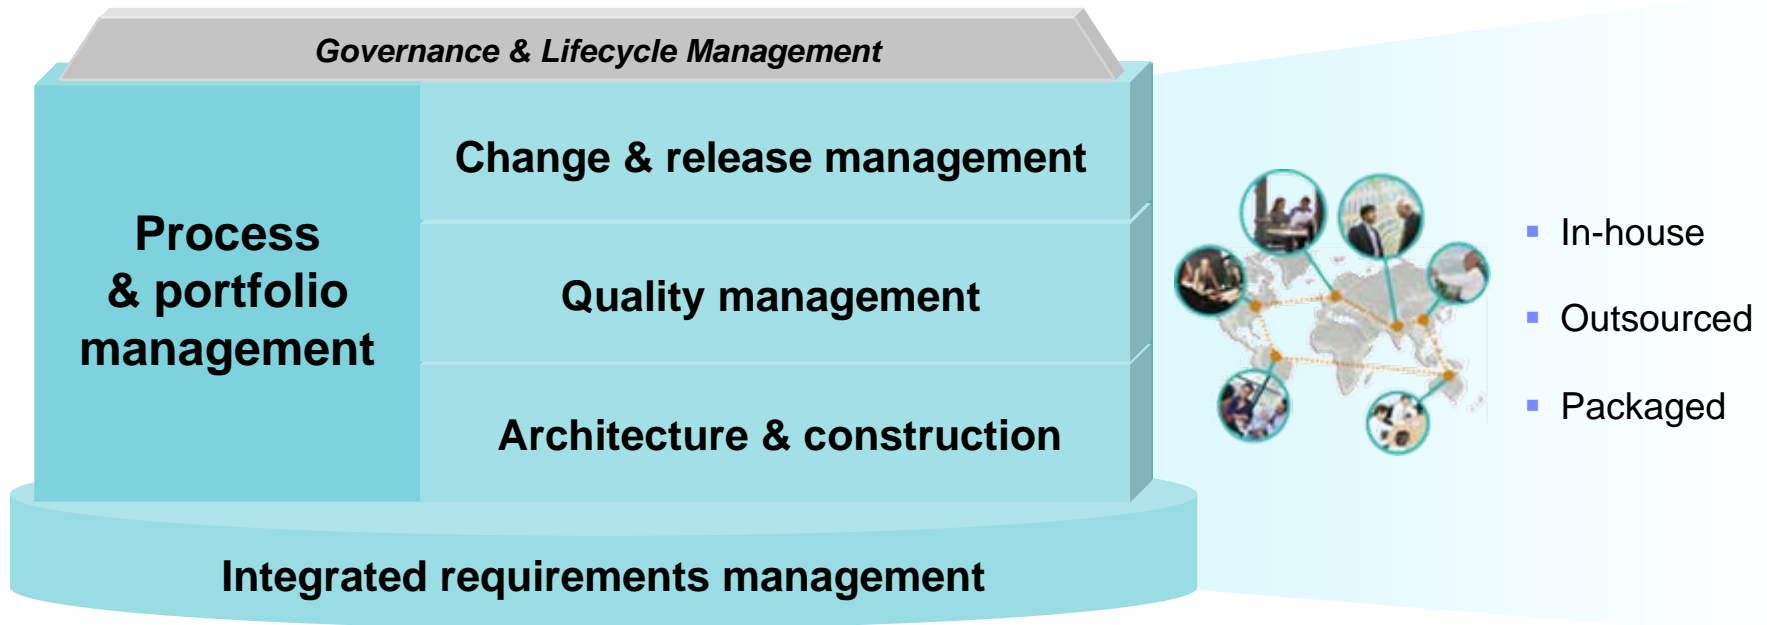 Governance & Lifecycle Management
Process
& portfolio
management
Change & release management
Quality management
Architecture & construction
Integrated requirements management
In-house
Outsourced
Packaged